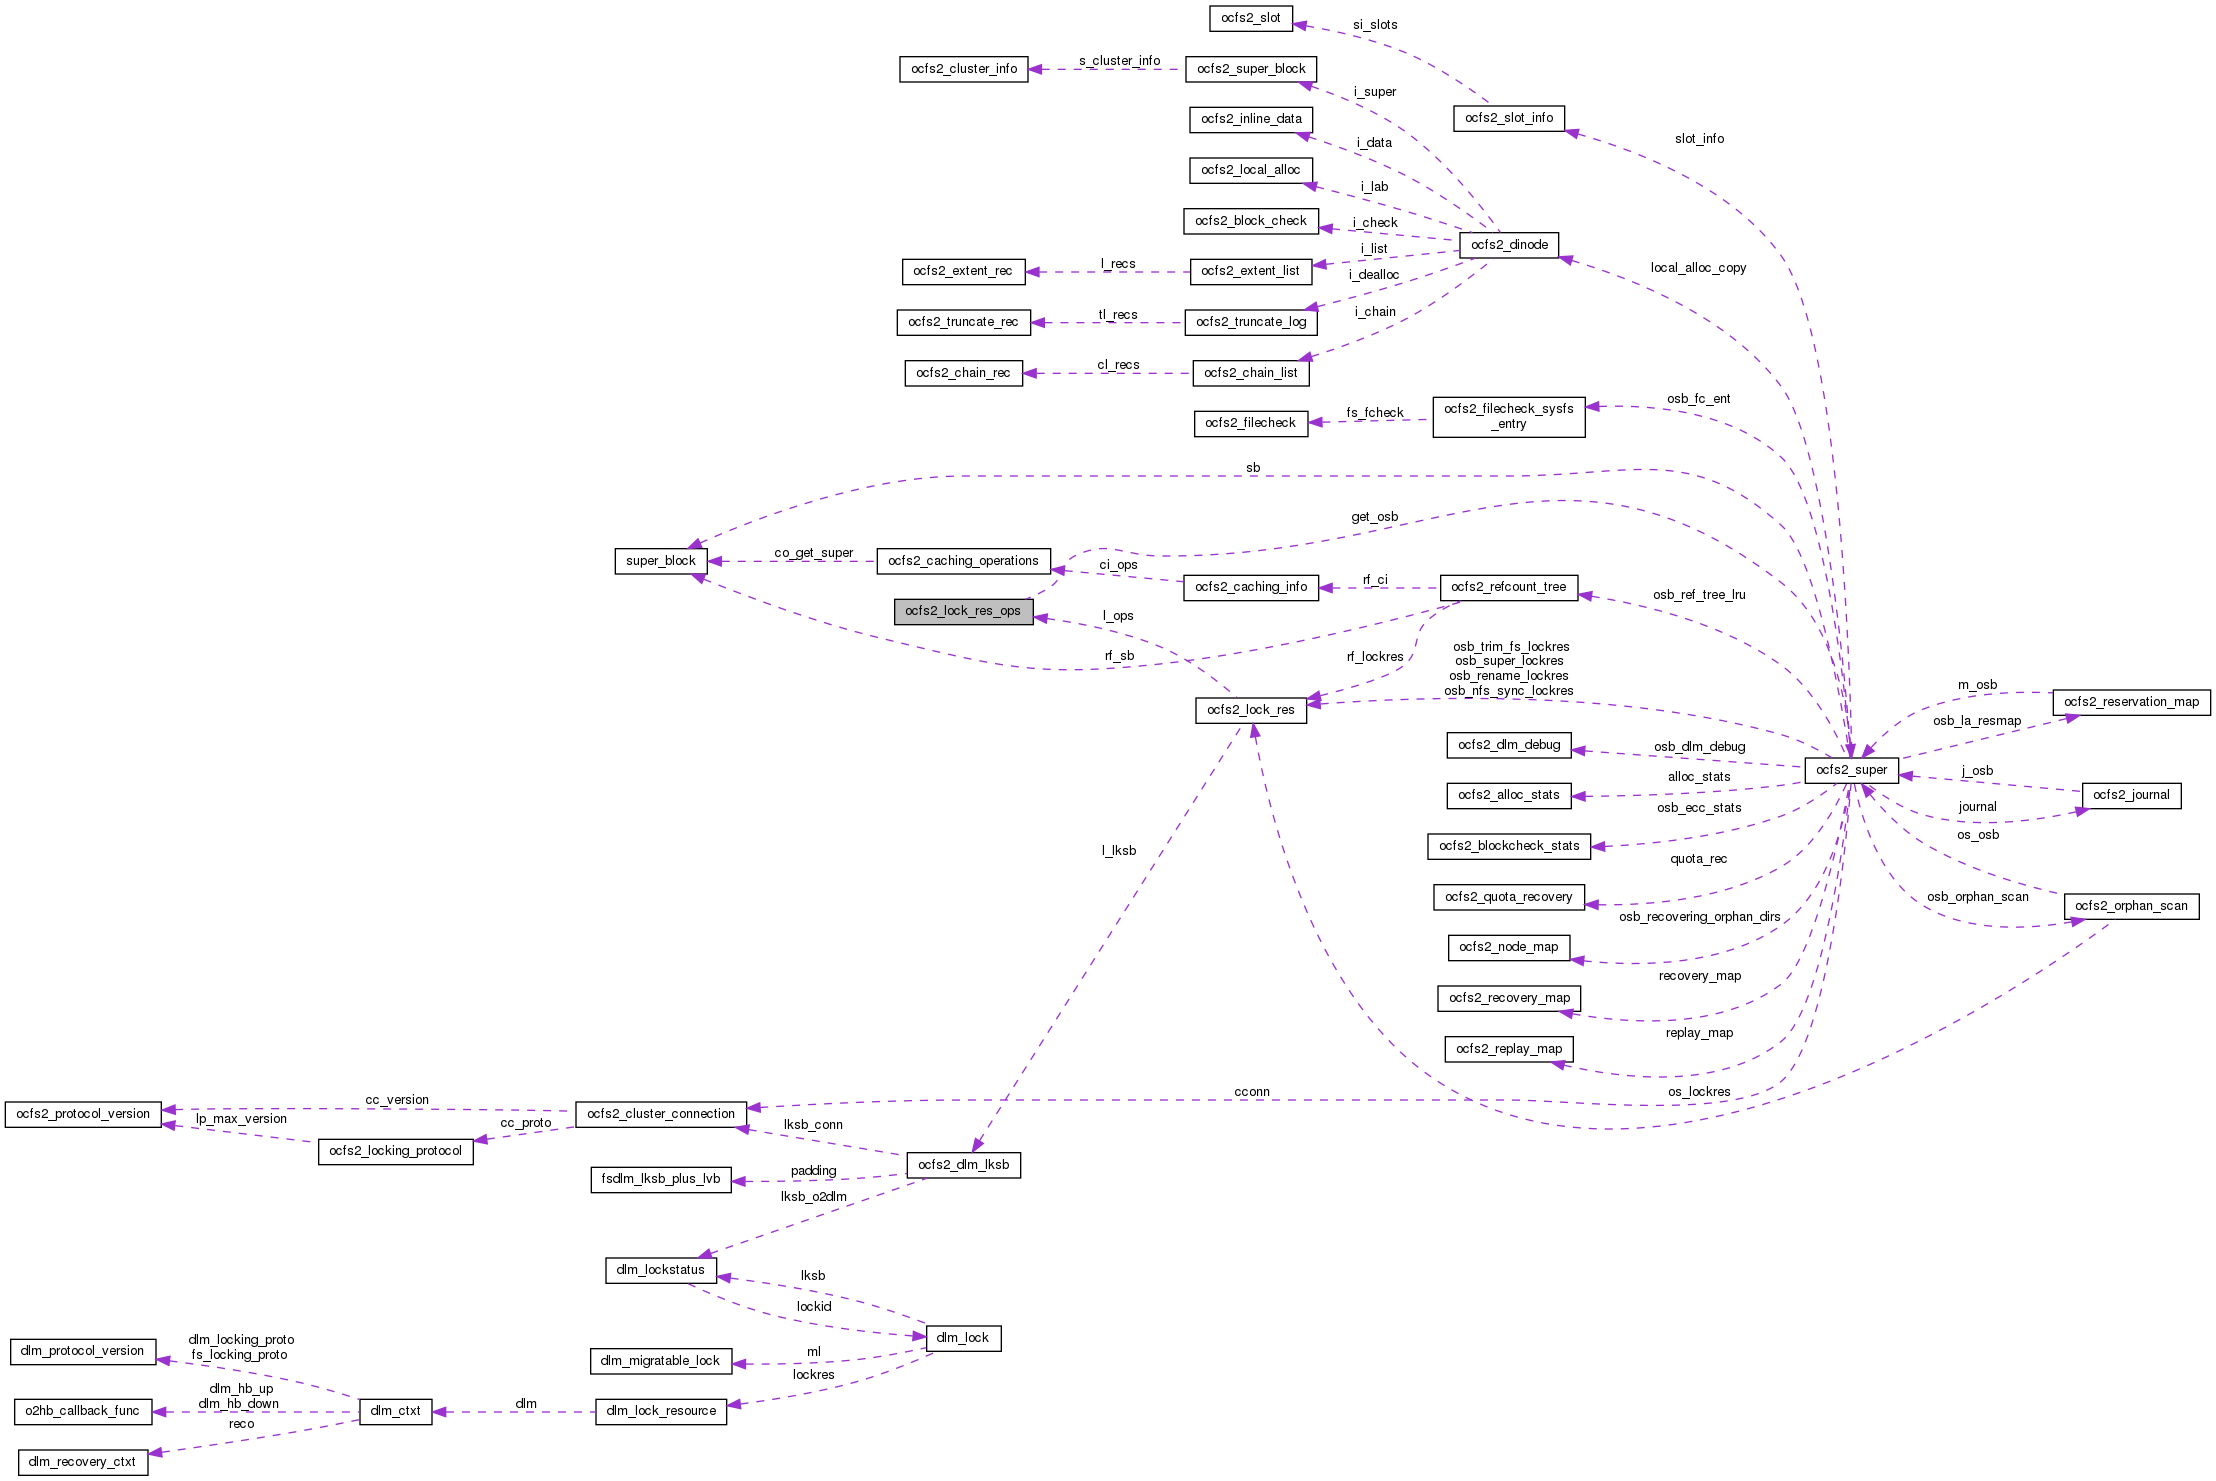 ocfs2_slot
si_slots
ocfs2_cluster_info
s_cluster_info
ocfs2_super_block
i_super
ocfs2_inline_data
ocfs2_slot_info
i_data
slot_info
ocfs2_local_alloc
i_lab
ocfs2_block_check
i_check
ocfs2_dinode
i_list
ocfs2_extent_rec
l_recs
ocfs2_extent_list
local_alloc_copy
i_dealloc
ocfs2_truncate_rec
tl_recs
ocfs2_truncate_log
i_chain
ocfs2_chain_rec
cl_recs
ocfs2_chain_list
osb_fc_ent
ocfs2_filecheck
fs_fcheck
ocfs2_filecheck_sysfs
_entry
sb
get_osb
super_block
co_get_super
ocfs2_caching_operations
ci_ops
ocfs2_caching_info
rf_ci
ocfs2_refcount_tree
osb_ref_tree_lru
ocfs2_lock_res_ops
l_ops
rf_sb
rf_lockres
osb_trim_fs_lockres
osb_super_lockres
osb_rename_lockres
osb_nfs_sync_lockres
ocfs2_lock_res
m_osb
ocfs2_reservation_map
osb_la_resmap
ocfs2_dlm_debug
osb_dlm_debug
ocfs2_super
j_osb
alloc_stats
ocfs2_alloc_stats
ocfs2_journal
osb_ecc_stats
journal
ocfs2_blockcheck_stats
os_osb
l_lksb
quota_rec
ocfs2_quota_recovery
osb_orphan_scan
ocfs2_orphan_scan
osb_recovering_orphan_dirs
ocfs2_node_map
recovery_map
ocfs2_recovery_map
replay_map
ocfs2_replay_map
cconn
os_lockres
ocfs2_protocol_version
cc_version
ocfs2_cluster_connection
lp_max_version
cc_proto
lksb_conn
ocfs2_locking_protocol
ocfs2_dlm_lksb
fsdlm_lksb_plus_lvb
padding
lksb_o2dlm
dlm_lockstatus
lksb
lockid
dlm_lock
dlm_protocol_version
dlm_locking_proto
fs_locking_proto
dlm_migratable_lock
ml
lockres
o2hb_callback_func
dlm_hb_up
dlm_hb_down
dlm_ctxt
dlm
dlm_lock_resource
reco
dlm_recovery_ctxt